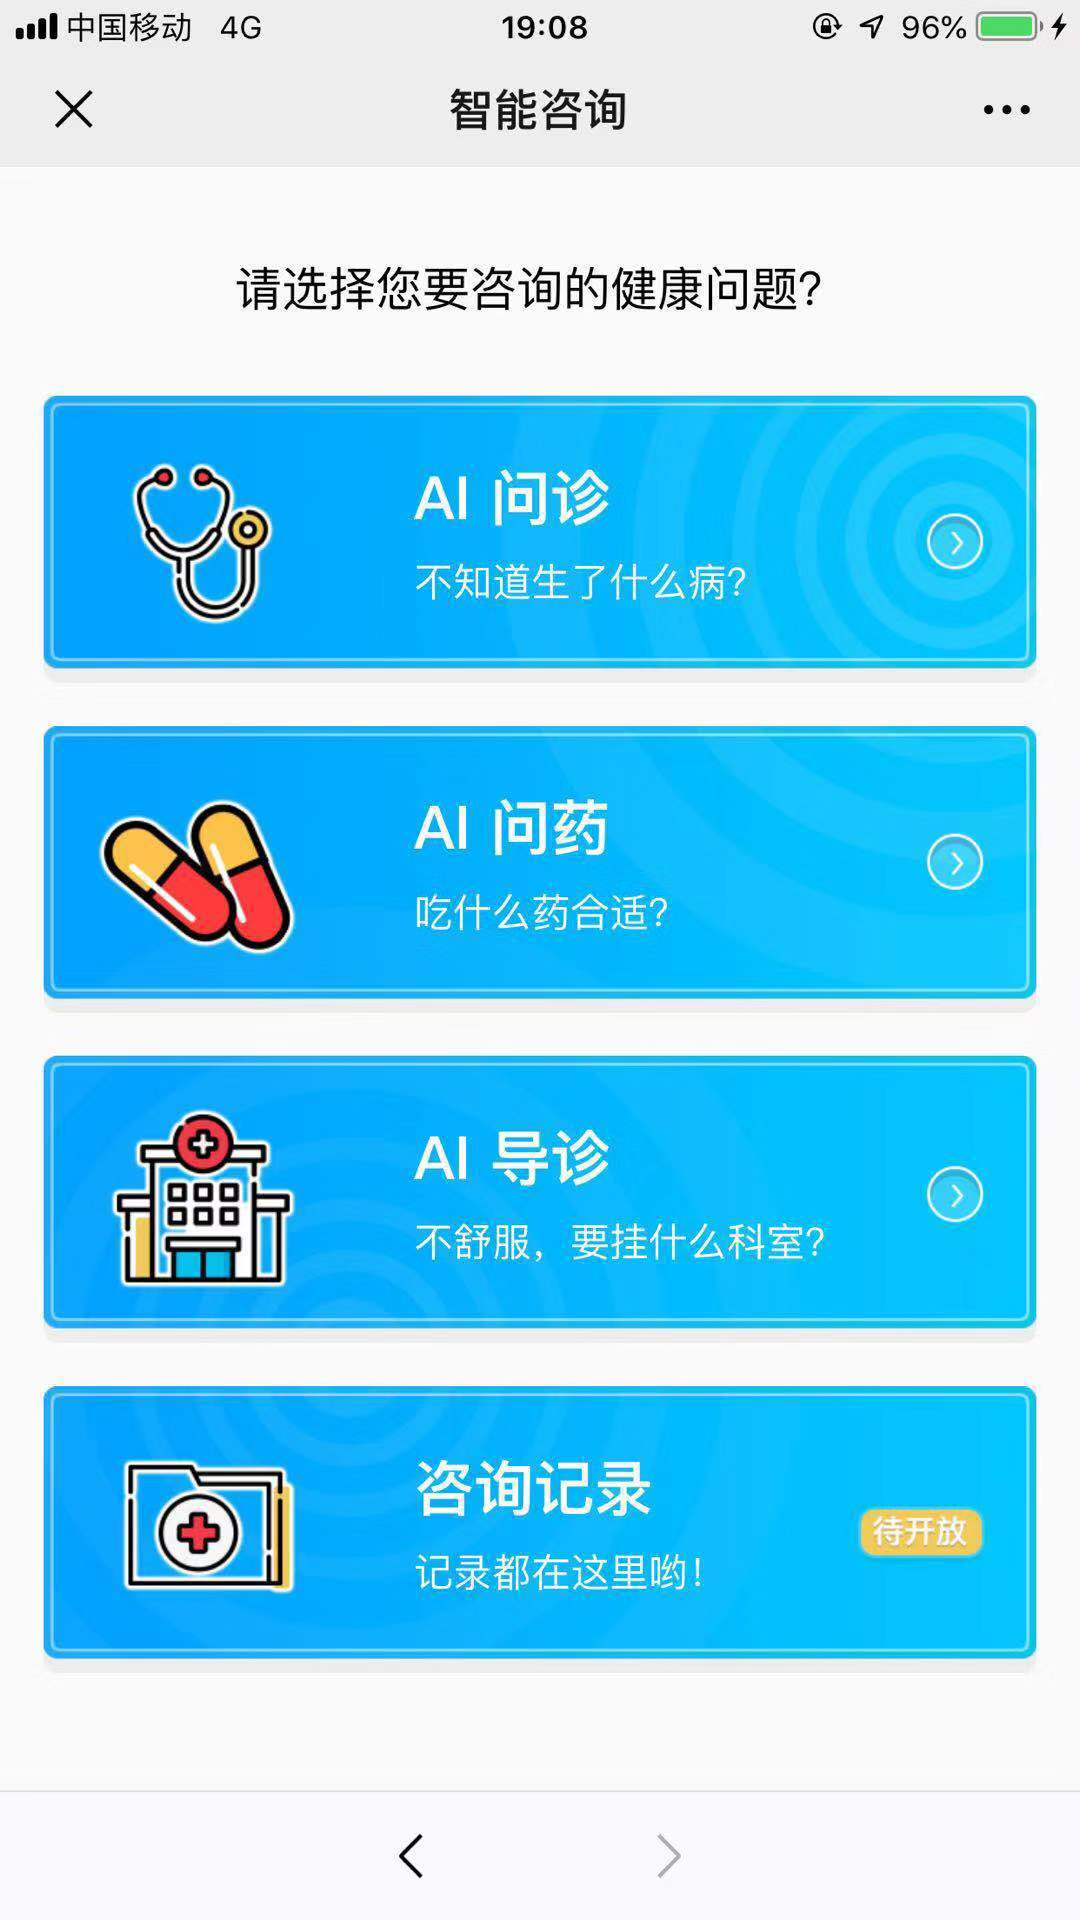 中国移动 4G 19:08 96%
智能咨询
请选择您要咨询的健康问题?
AI 问诊
不知道生了什么病?
AI 问药
吃什么药合适?
AI 导诊
不舒服，要挂什么科室?
咨询记录
待开放
记录都在这里哟!